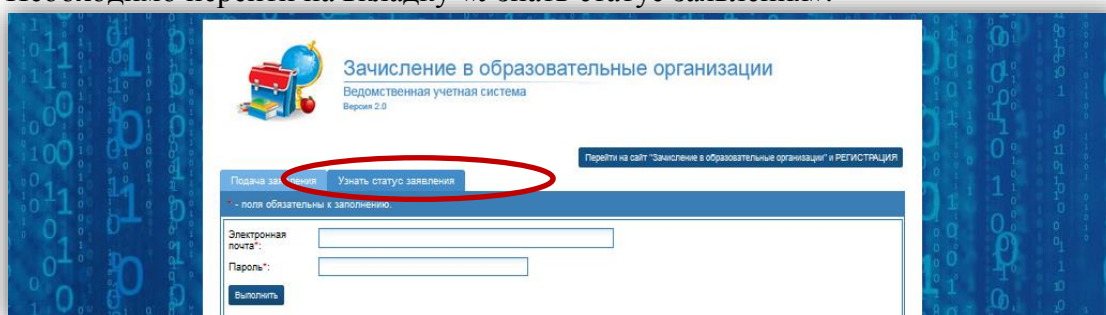 Зачисление в образовательные организации
Ведомственная учетная система
Версия 2.0
Перейти на сайт "Зачисление в образовательные организации" и РЕГИСТРАЦИЯ
Подача заявления Узнать статус заявления
* - поля обязательны к заполнению.
Электронная
почта*:
Пароль*:
Выполнить